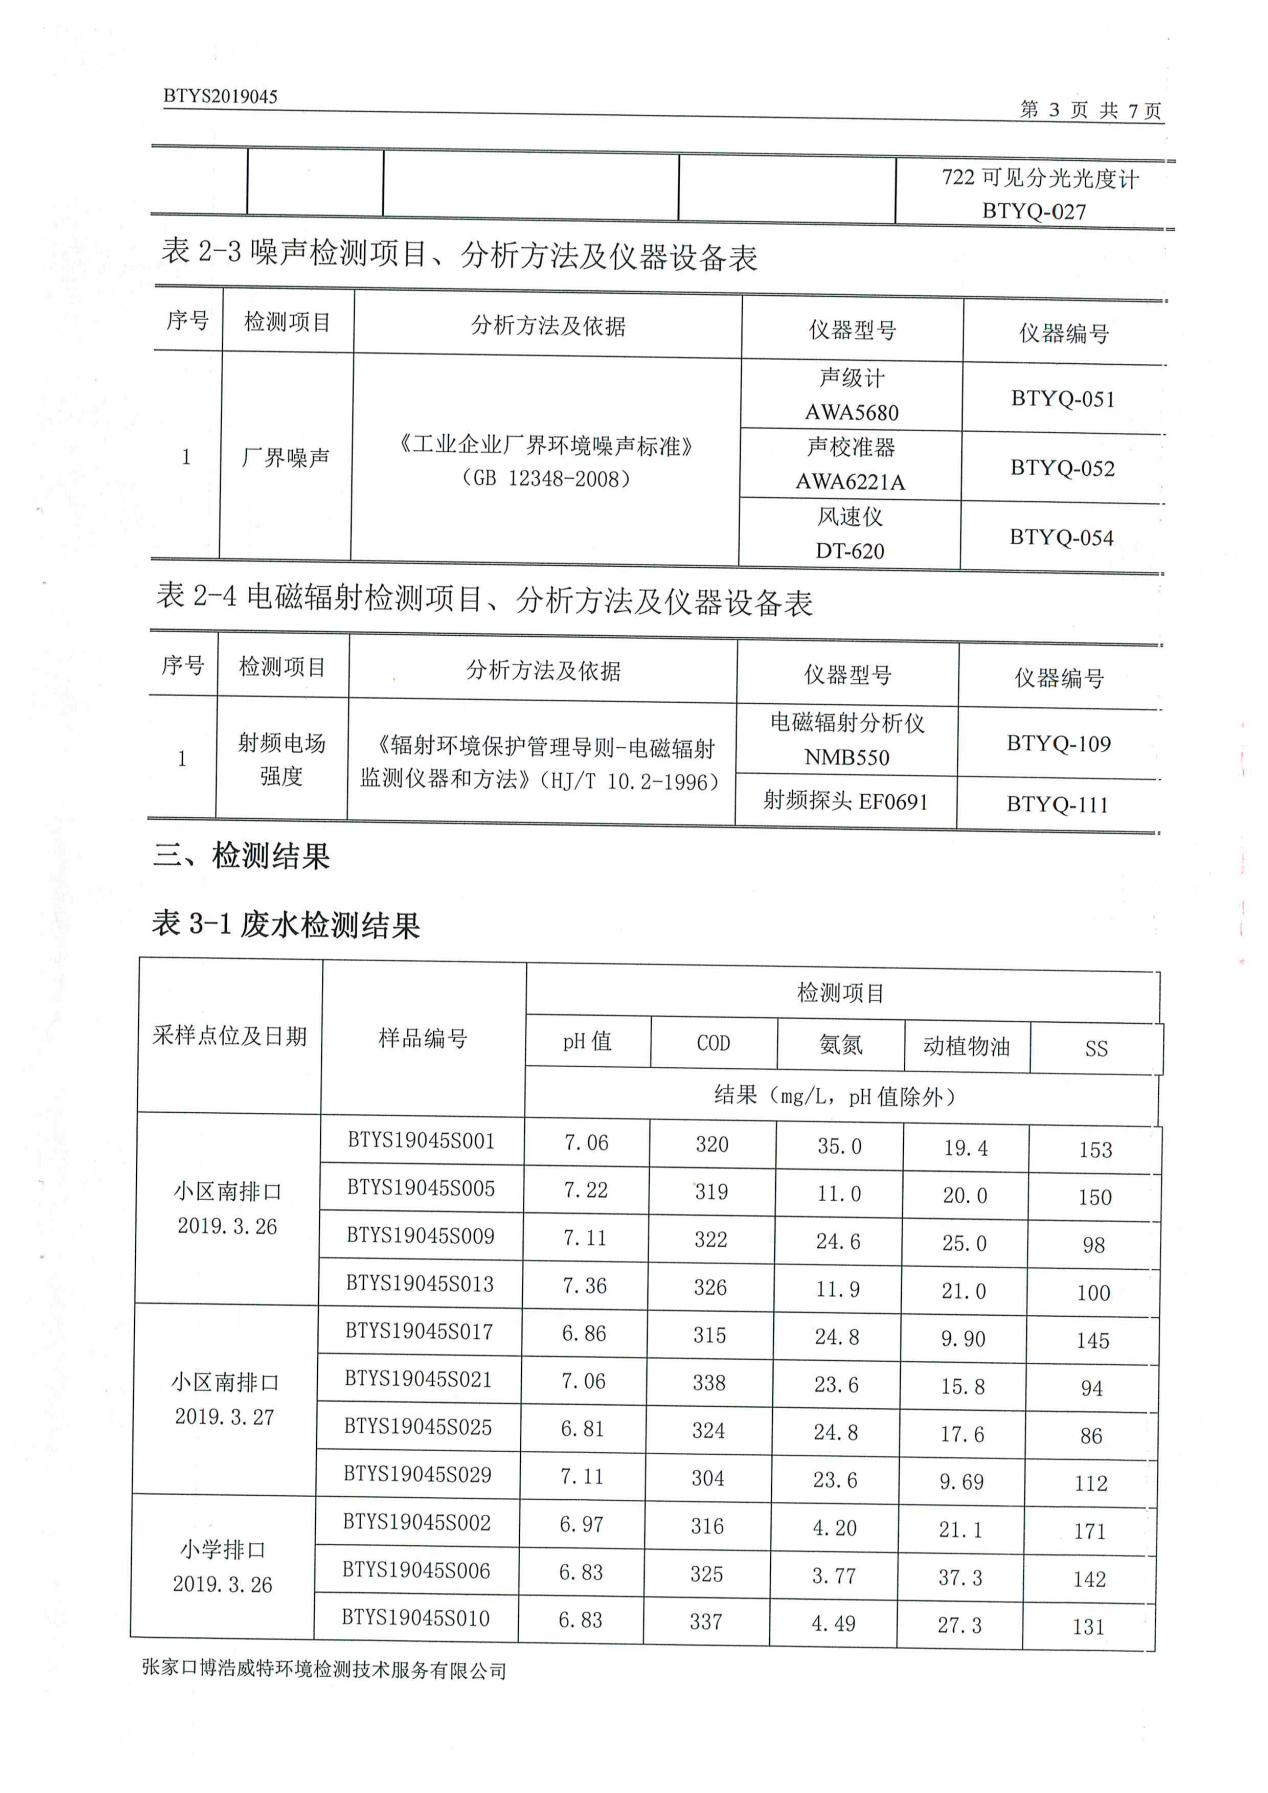 BTYS2019045
第 3 页 共 7 页
722 可见分光光度计
BTYQ-027
表 2-3 噪声检测项目、分析方法及仪器设备表
序号 检测项目 分析方法及依据 仪器型号 仪器编号
1 厂界噪声 《工业企业厂界环境噪声标准》
（GB 12348-2008）
声级计
AWA5680
BTYQ-051
声校准器
AWA6221A
BTYQ-052
风速仪
DT-620
BTYQ-054
表 2-4 电磁辐射检测项目、分析方法及仪器设备表
序号 检测项目 分析方法及依据 仪器型号 仪器编号
1
射频电场
强度
《辐射环境保护管理导则-电磁辐射
监测仪器和方法》（HJ/T 10.2-1996）
电磁辐射分析仪
NMB550
BTYQ-109
射频探头 EF0691 BTYQ-111
三、检测结果
表 3-1 废水检测结果
采样点位及日期 样品编号 检测项目
pH 值 COD 氨氮 动植物油 SS
结果（mg/L，pH 值除外）
小区南排口
2019.3.26
BTYS19045S001 7.06 320 35.0 19.4 153
BTYS19045S005 7.22 319 11.0 20.0 150
BTYS19045S009 7.11 322 24.6 25.0 98
BTYS19045S013 7.36 326 11.9 21.0 100
小区南排口
2019.3.27
BTYS19045S017 6.86 315 24.8 9.90 145
BTYS19045S021 7.06 338 23.6 15.8 94
BTYS19045S025 6.81 324 24.8 17.6 86
BTYS19045S029 7.11 304 23.6 9.69 112
小学排口
2019.3.26
BTYS19045S002 6.97 316 4.20 21.1 171
BTYS19045S006 6.83 325 3.77 37.3 142
BTYS19045S010 6.83 337 4.49 27.3 131
张家口博浩威特环境检测技术服务有限公司